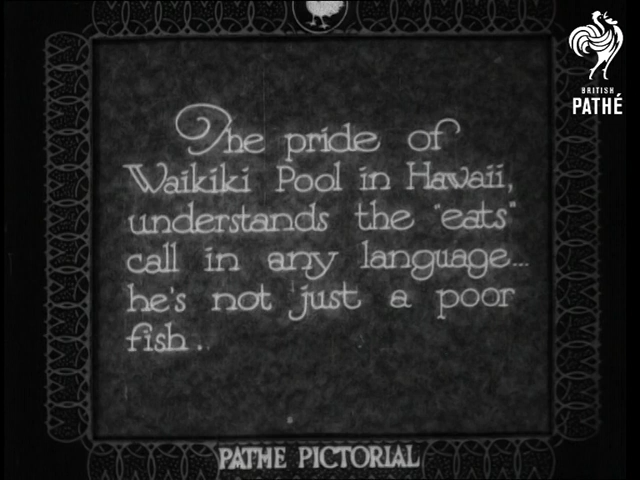 BRITISH
PATHÉ
The pride of
Waikiki Pool in Hawaii,
understands the "eats"
call in any language...
he's not just a poor
fish..
PATHE PICTORIAL